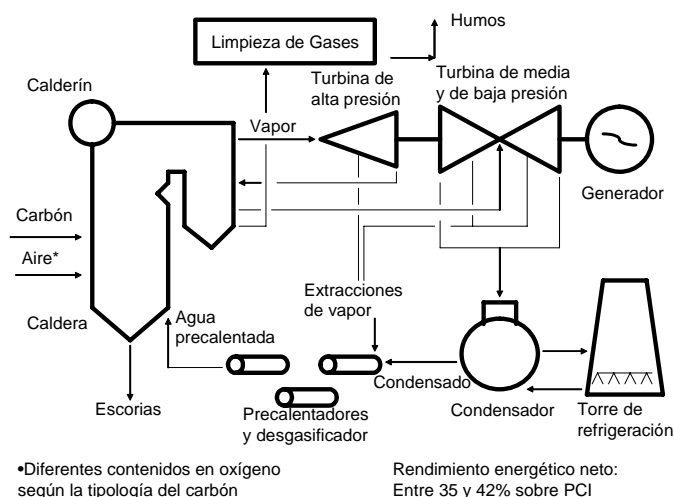 Humos
Limpieza de Gases
Turbina de
alta presión
Turbina de media
y de baja presión
Calderín
Vapor
Generador
Carbón
Aire*
Caldera
Agua
precalentada
Extracciones
de vapor
Condensado
Escorias
Precalentadores
y desgasificador
Condensador
Torre de
refrigeración
•Diferentes contenidos en oxígeno
según la tipología del carbón
Rendimiento energético neto:
Entre 35 y 42% sobre PCI